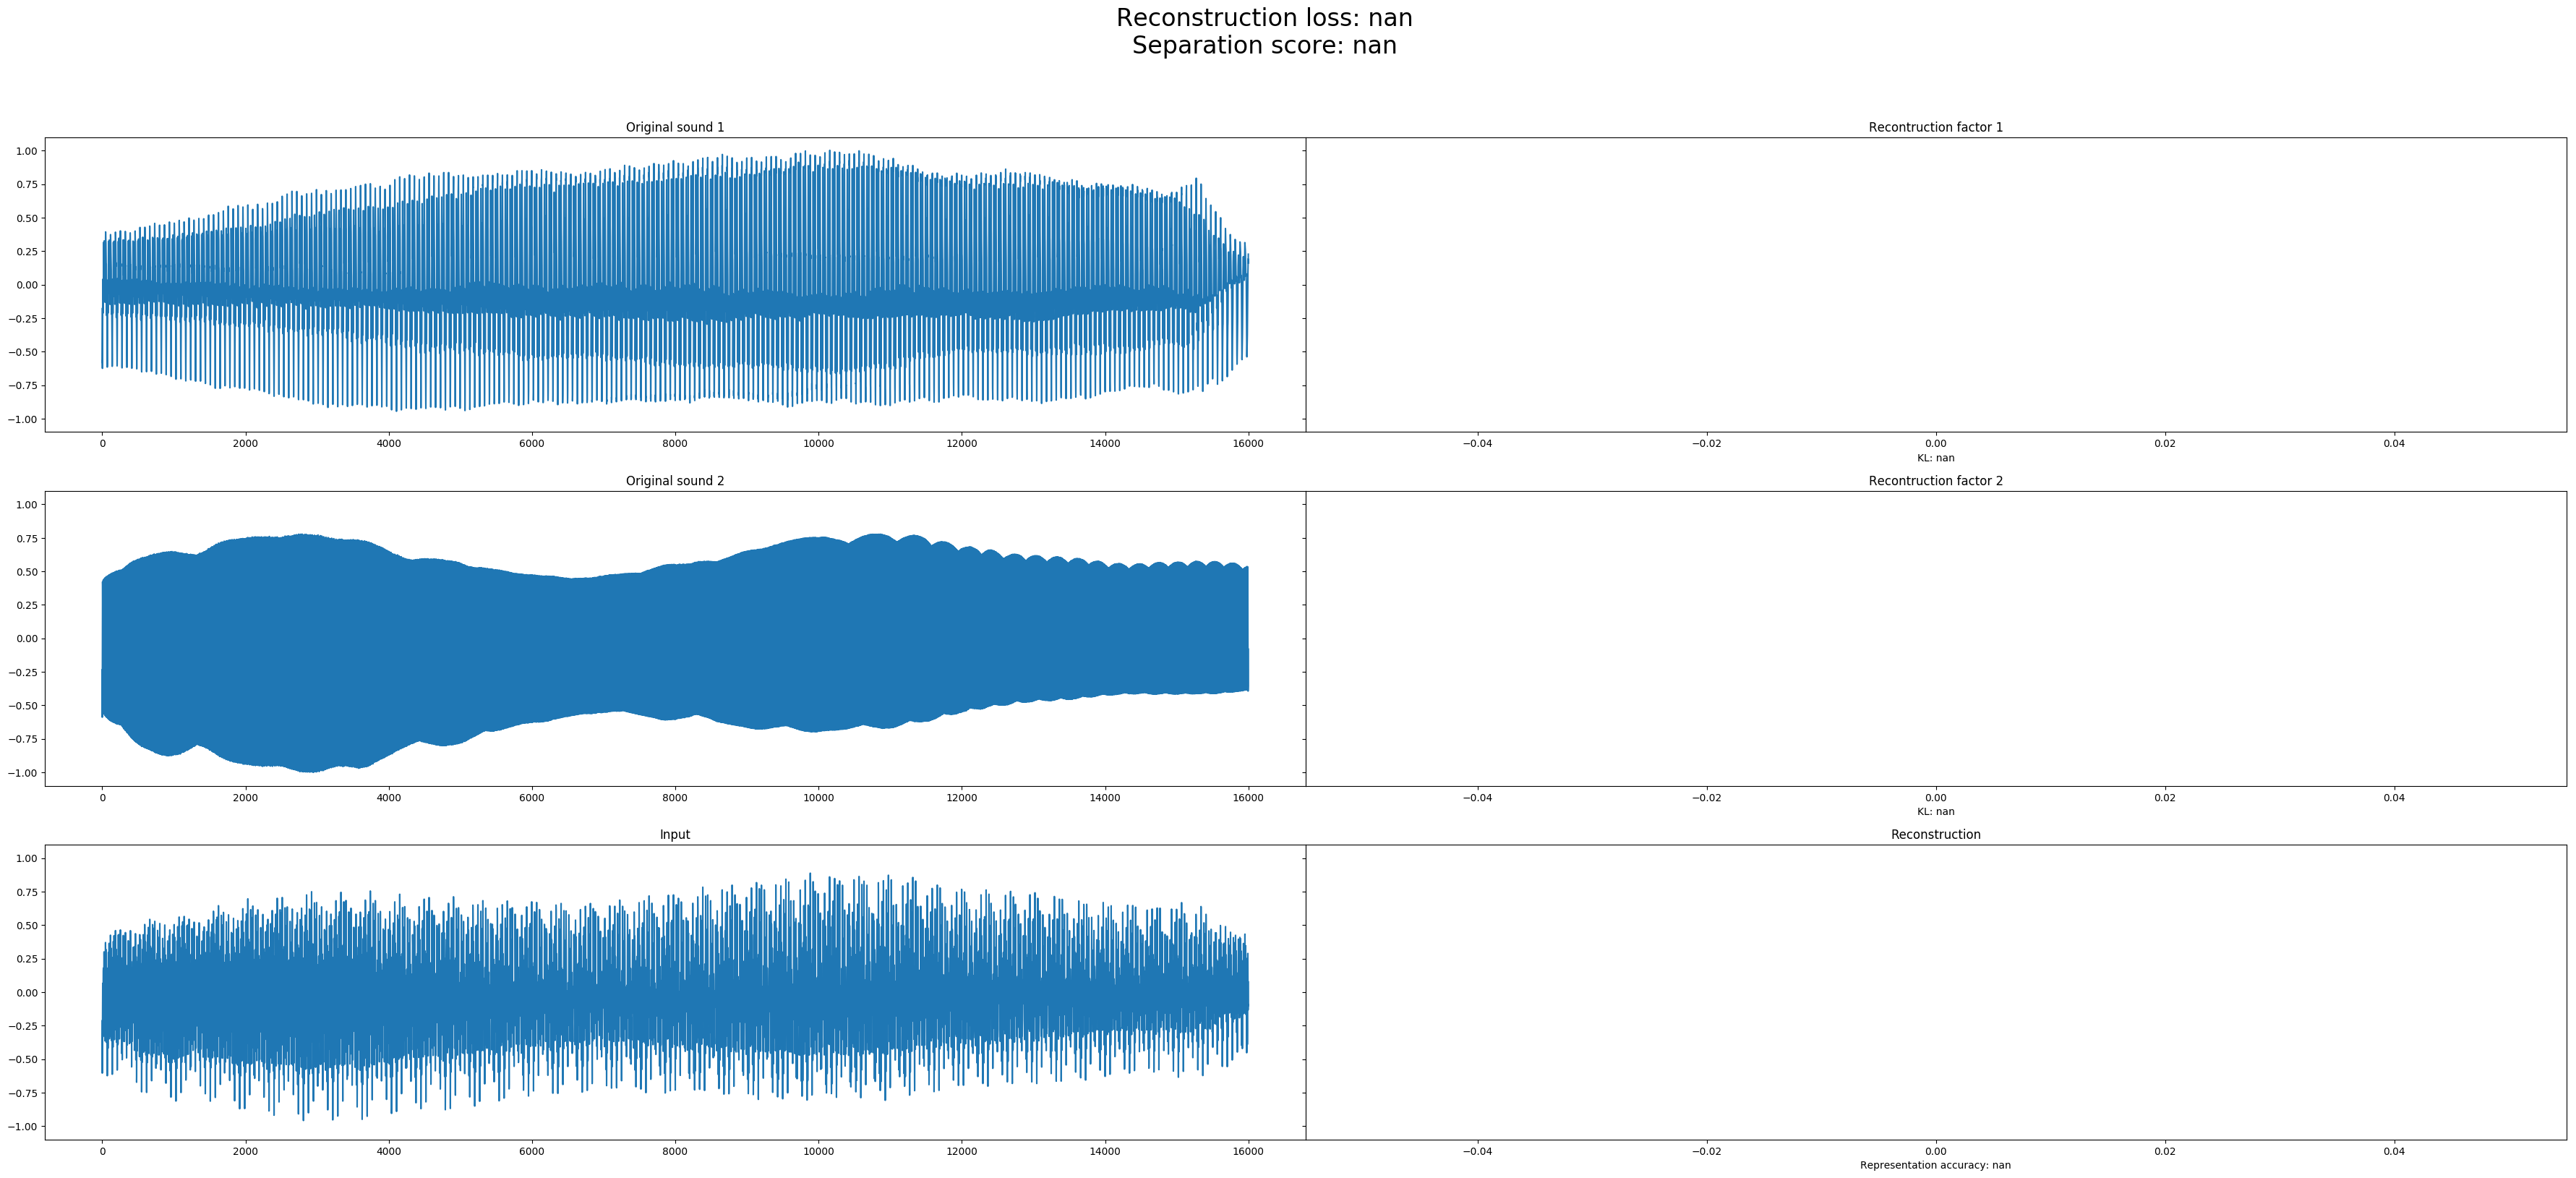 Reconstruction loss: nan
Separation score: nan
Original sound 1
Recontruction factor 1
1.00
0.75
0.50
0.25
0.00
−0.25
−0.50
−0.75
−1.00
0 2000 4000 6000 8000 10000 12000 14000 16000
−0.04 −0.02 0.00 0.02 0.04
KL: nan
Original sound 2
Recontruction factor 2
1.00
0.75
0.50
0.25
0.00
−0.25
−0.50
−0.75
−1.00
0 2000 4000 6000 8000 10000 12000 14000 16000
−0.04 −0.02 0.00 0.02 0.04
KL: nan
Input
Reconstruction
1.00
0.75
0.50
0.25
0.00
−0.25
−0.50
−0.75
−1.00
0 2000 4000 6000 8000 10000 12000 14000 16000
−0.04 −0.02 0.00 0.02 0.04
Representation accuracy: nan